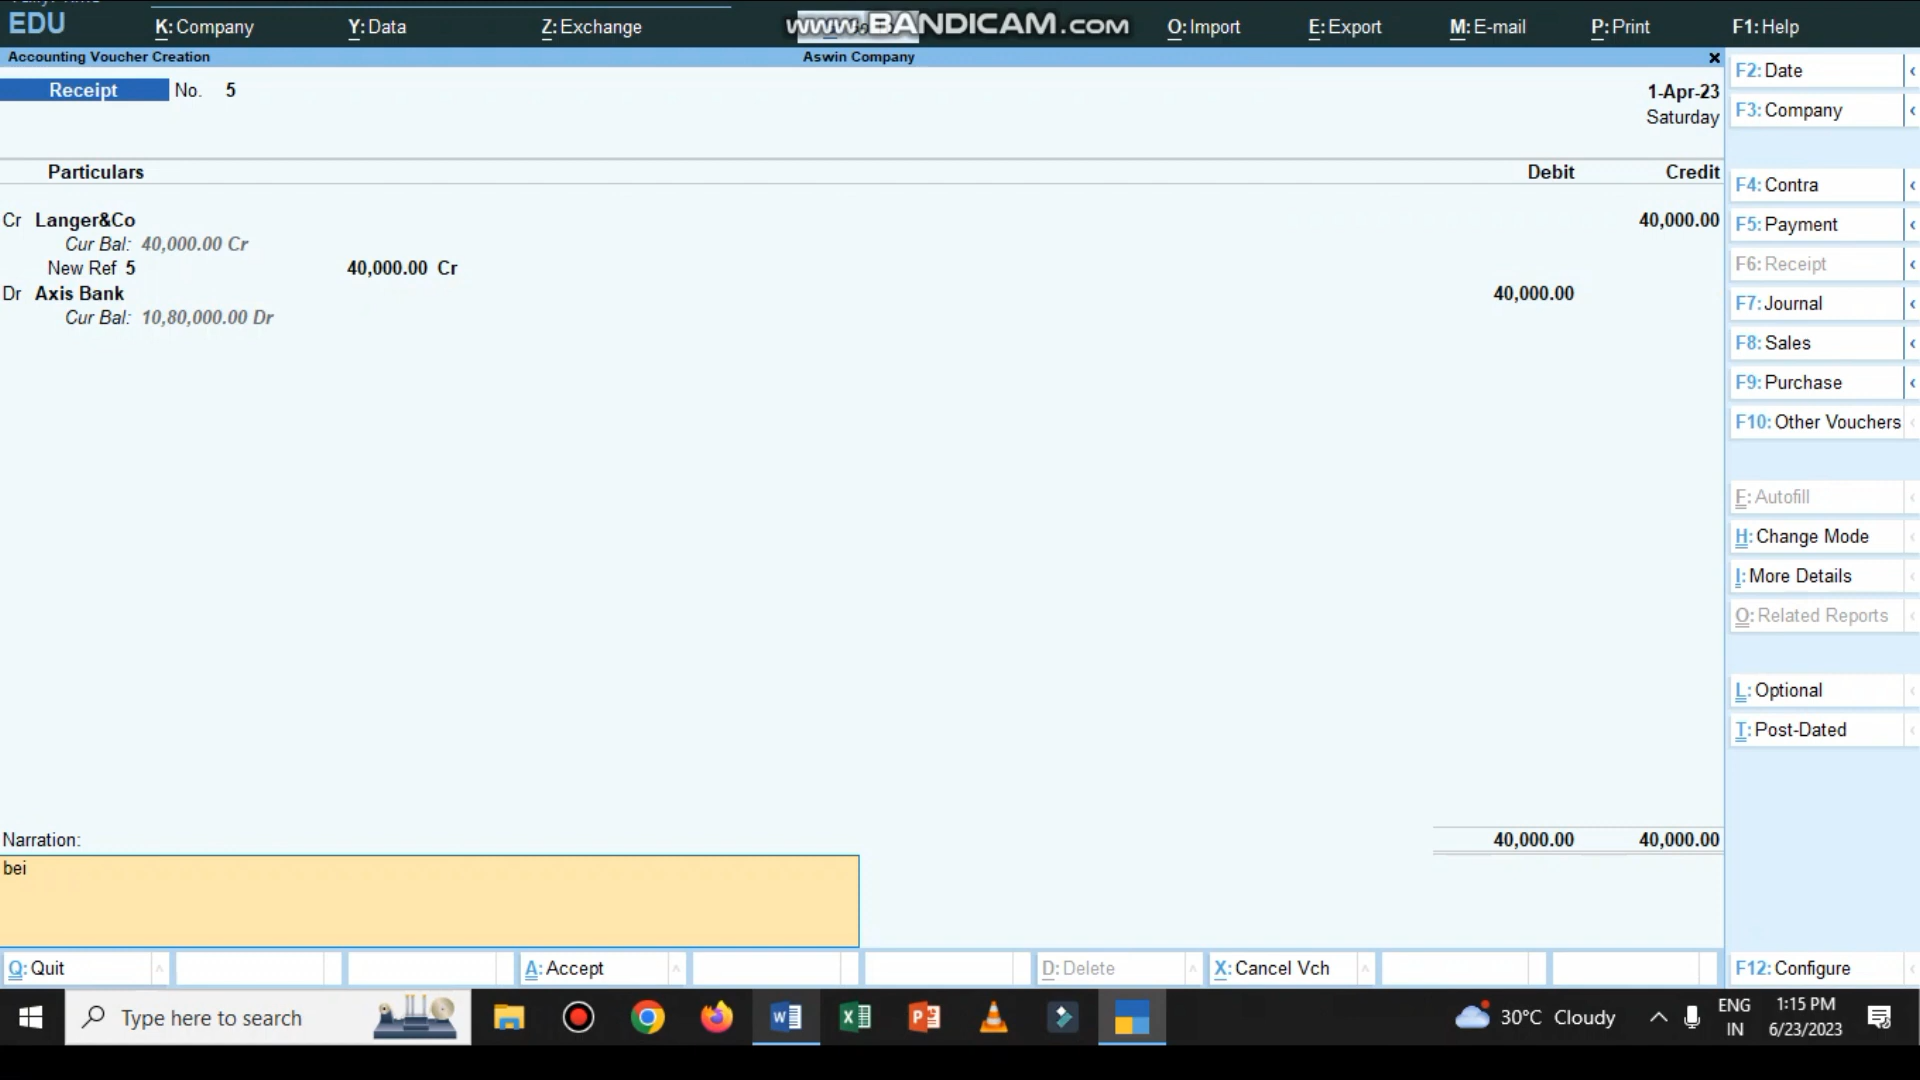 EDU K: Company Y: Data Z: Exchange www.BANDICAM.com O: Import E: Export M: E-mail P: Print F1: Help
Accounting Voucher Creation Aswin Company
Receipt No. 5 1-Apr-23
Saturday
Particulars Debit Credit
Cr Langer&Co 40,000.00
Cur Bal: 40,000.00 Cr
New Ref 5 40,000.00 Cr
Dr Axis Bank 40,000.00
Cur Bal: 10,80,000.00 Dr
Narration: 40,000.00 40,000.00
bei
Q: Quit A: Accept D: Delete X: Cancel Vch
F2: Date
F3: Company
F4: Contra
F5: Payment
F6: Receipt
F7: Journal
F8: Sales
F9: Purchase
F10: Other Vouchers
F: Autofill
H: Change Mode
I: More Details
O: Related Reports
L: Optional
T: Post-Dated
F12: Configure
Type here to search 30°C Cloudy ENG 1:15 PM
IN 6/23/2023